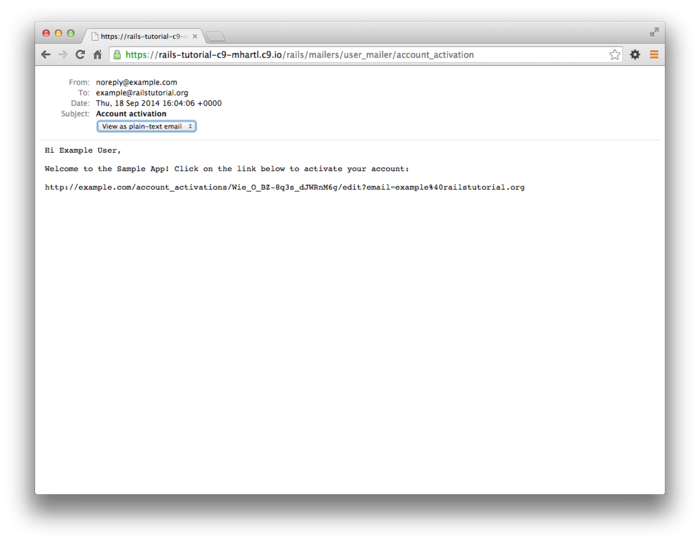 https://rails-tutorial-c9-m
https://rails-tutorial-c9-mhartl.c9.io/rails/mailers/user_mailer/account_activation
From: noreply@example.com
To: example@railstutorial.org
Date: Thu, 18 Sep 2014 16:04:06 +0000
Subject: Account activation
View as plain-text email
Hi Example User,
Welcome to the Sample App! Click on the link below to activate your account:
http://example.com/account_activations/Wie_O_BZ-8q3s_dJWRnM6g/edit?email=example%40railstutorial.org